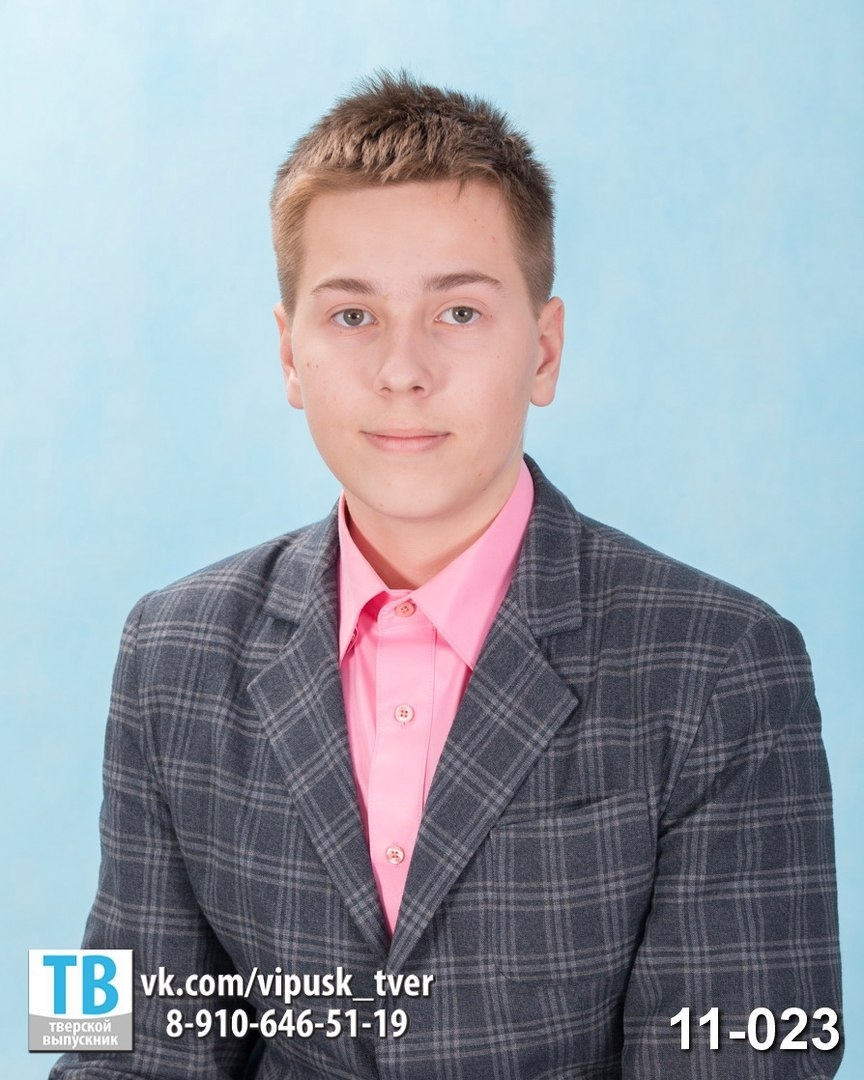 ТВ
тверской
выпускник
vk.com/vipusk_tver
8-910-646-51-19
11-023